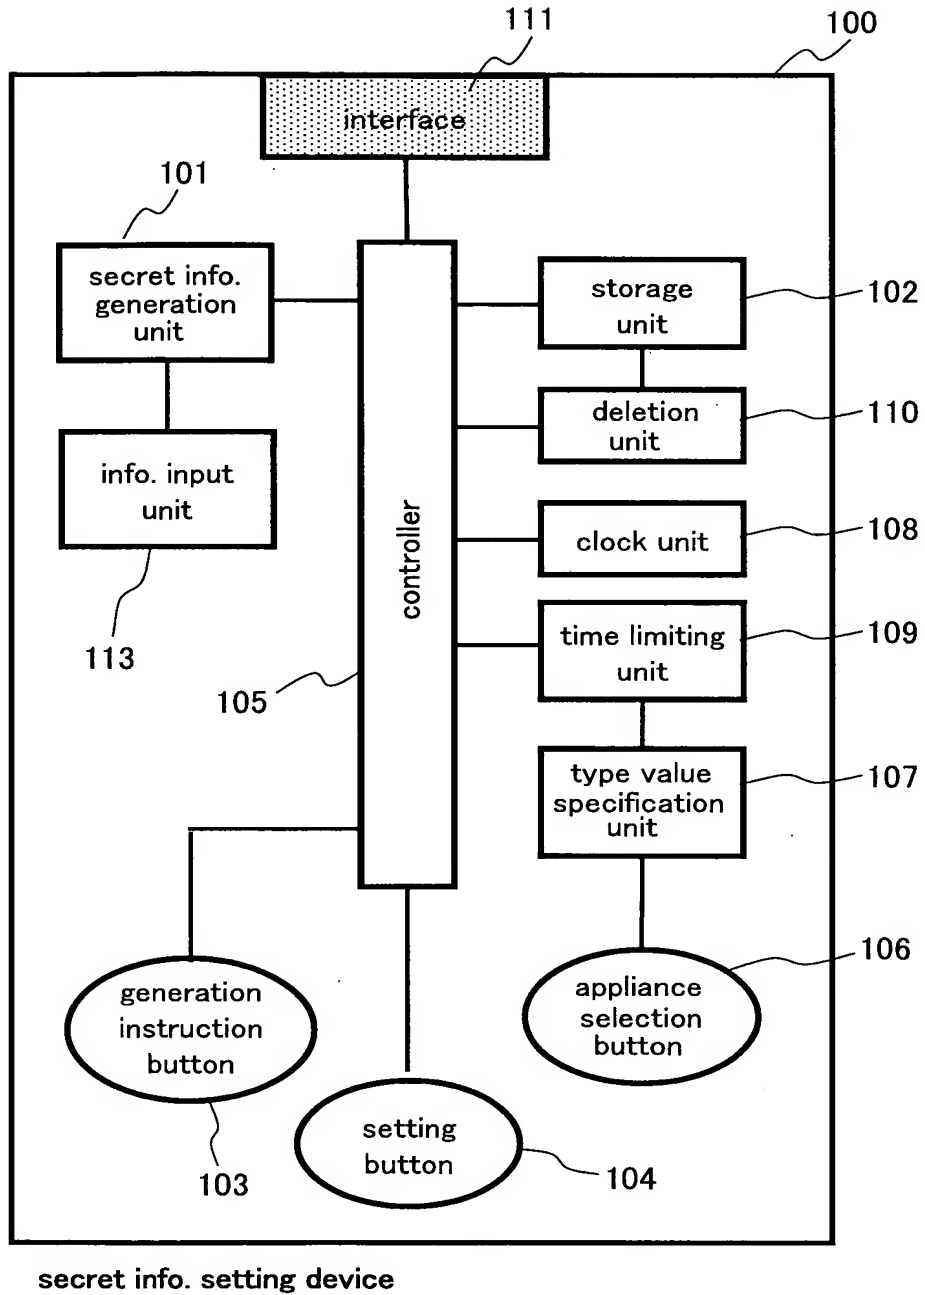 111
100
interface
101
secret info.
generation
unit
storage
unit
102
deletion
unit
110
info. input
unit
clock unit
108
controller
time limiting
unit
109
113
105
type value
specification
unit
107
106
generation
instruction
button
appliance
selection
button
setting
button
103
104
secret info. setting device